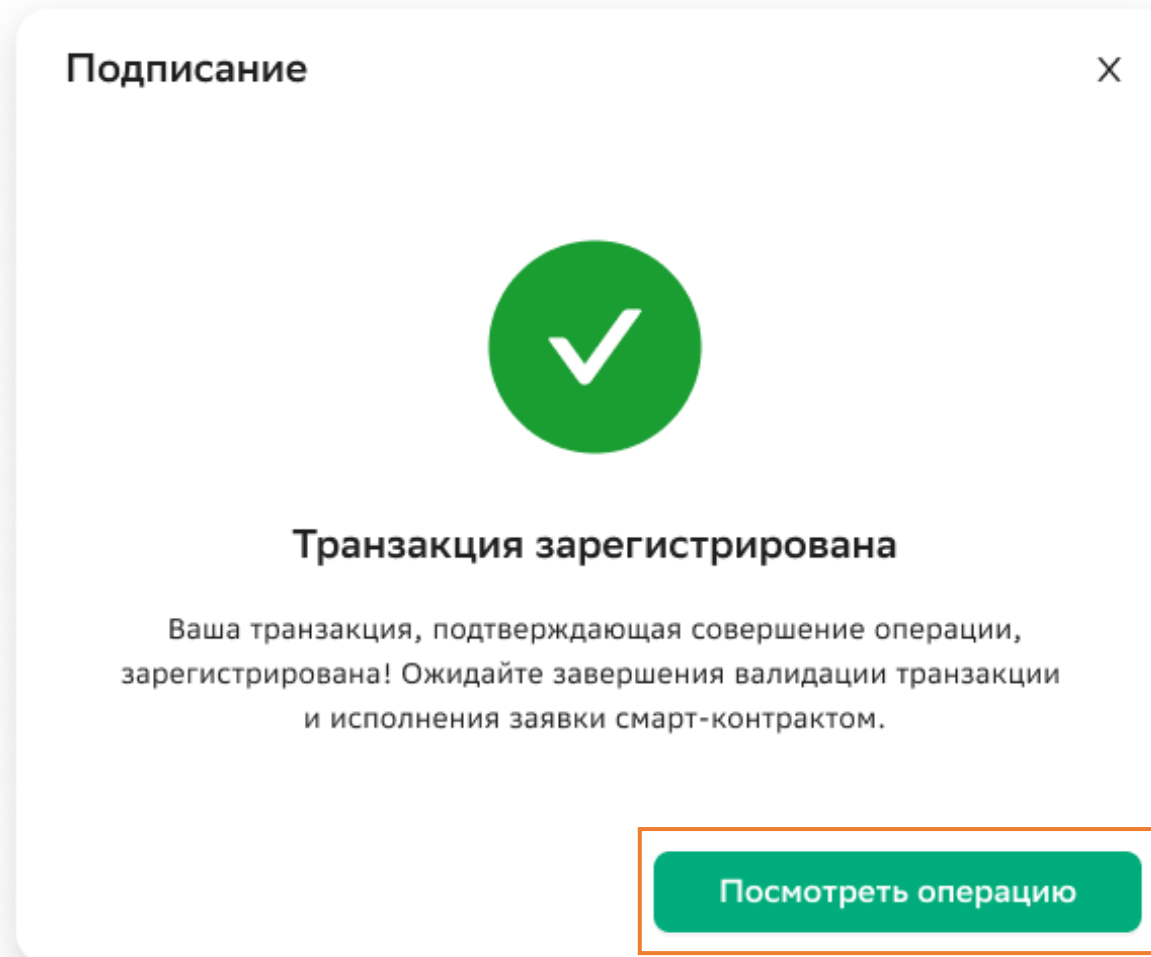 Подписание
Транзакция зарегистрирована
Ваша транзакция, подтверждающая совершение операции,
зарегистрирована! Ожидайте завершения валидации транзакции
и исполнения заявки смарт-контрактом.
Посмотреть операцию